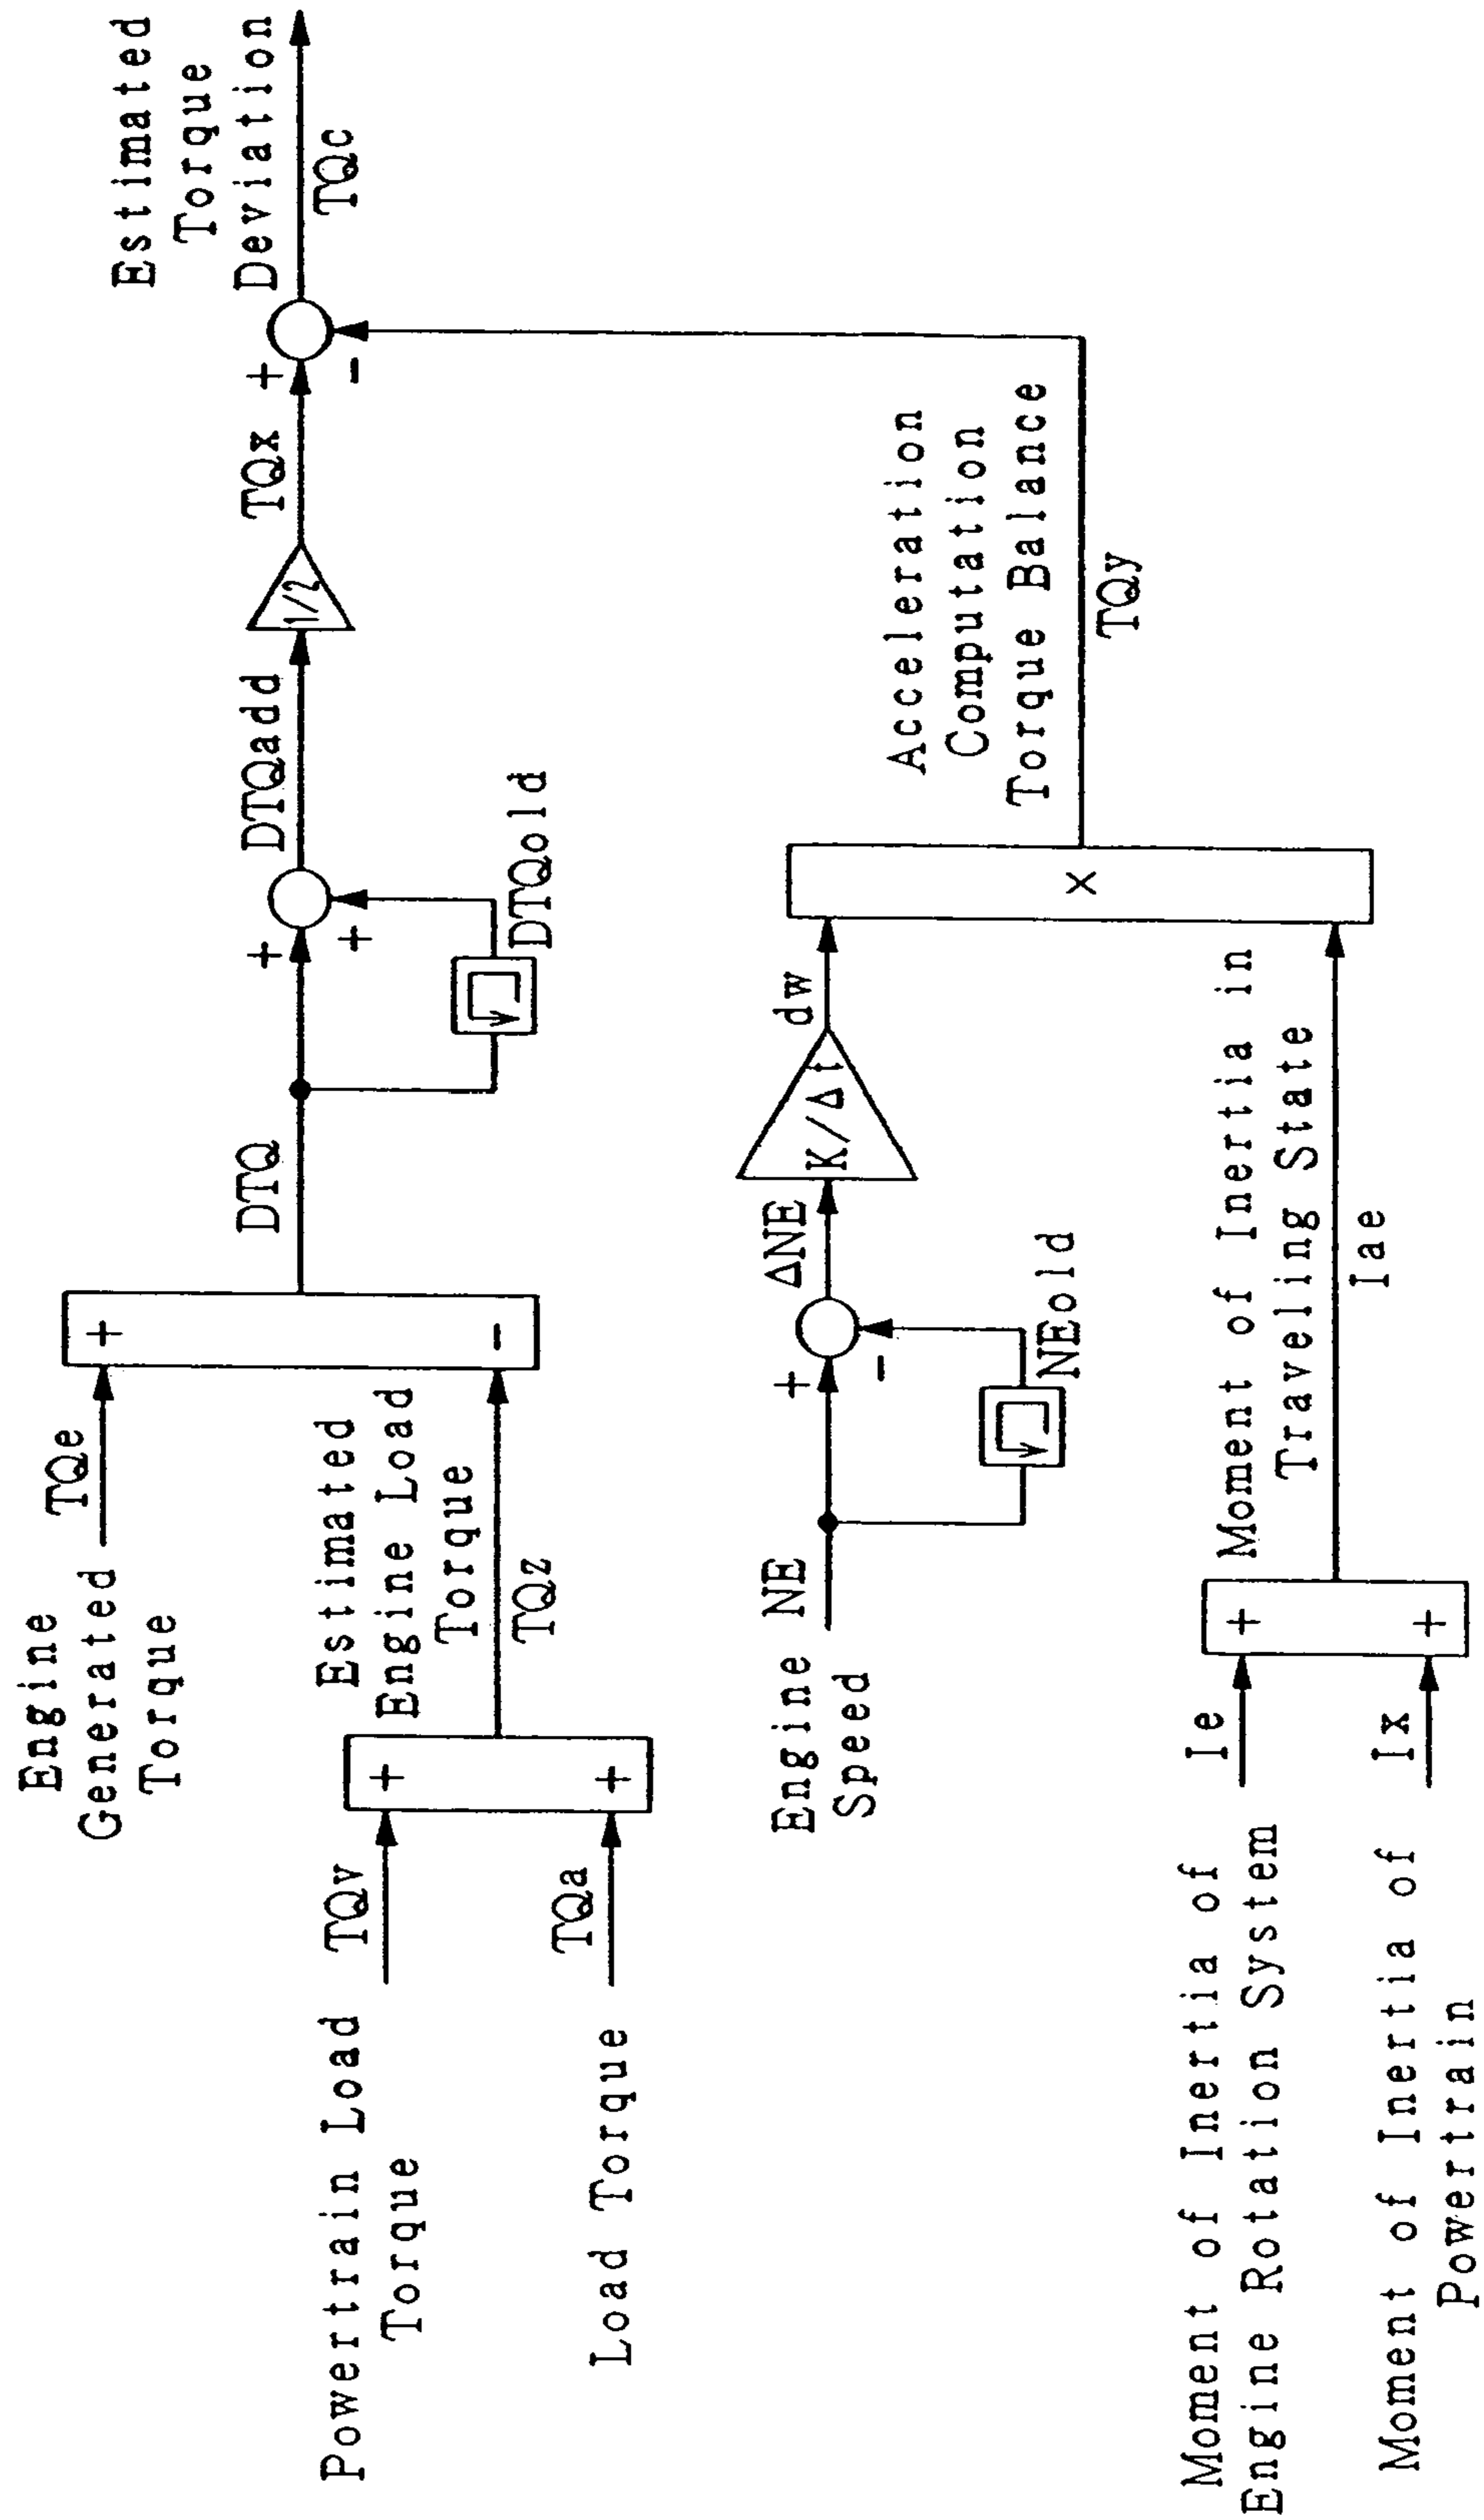 Engine
Generated
Torque
TQe
+
-
DTQ
+
+
DTQold
DTQadd
1/2
TQx
+
-
Estimated
Torque
Deviation
TQc
Powertrain Load
Torque
TQv
Load Torque
TQa
+
+
Estimated
Engine Load
Torque
TQz
Engine
Speed
NE
+
-
NEold
ΔNE
K/Δt
dw
×
Acceleration
Computation
Torque Balance
TQy
Moment of Inertia of
Engine Rotation System
Ie
Moment of Inertia of
Powertrain
Ix
+
+
Moment of Inertia in
Traveling State
Iae